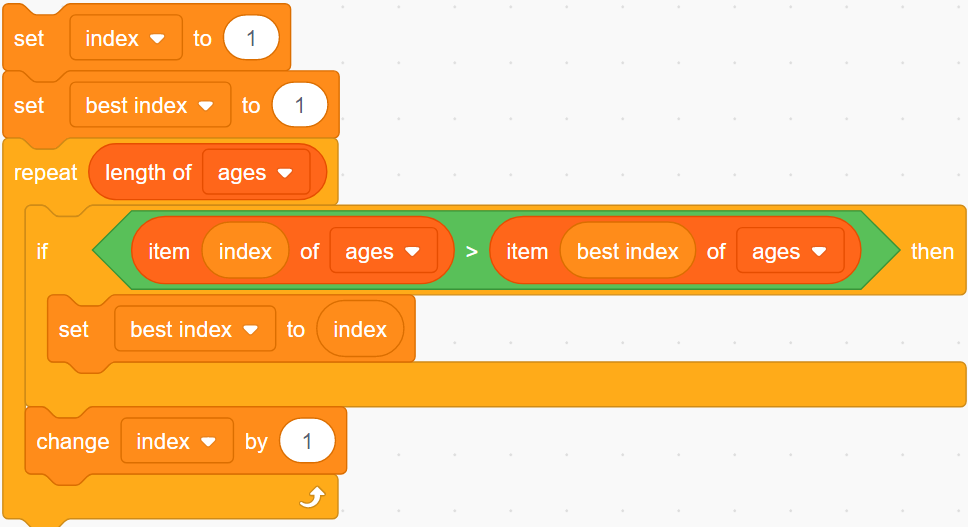 set index to 1
set best index to 1
repeat length of ages
if item index of ages > item best index of ages then
set best index to index
change index by 1